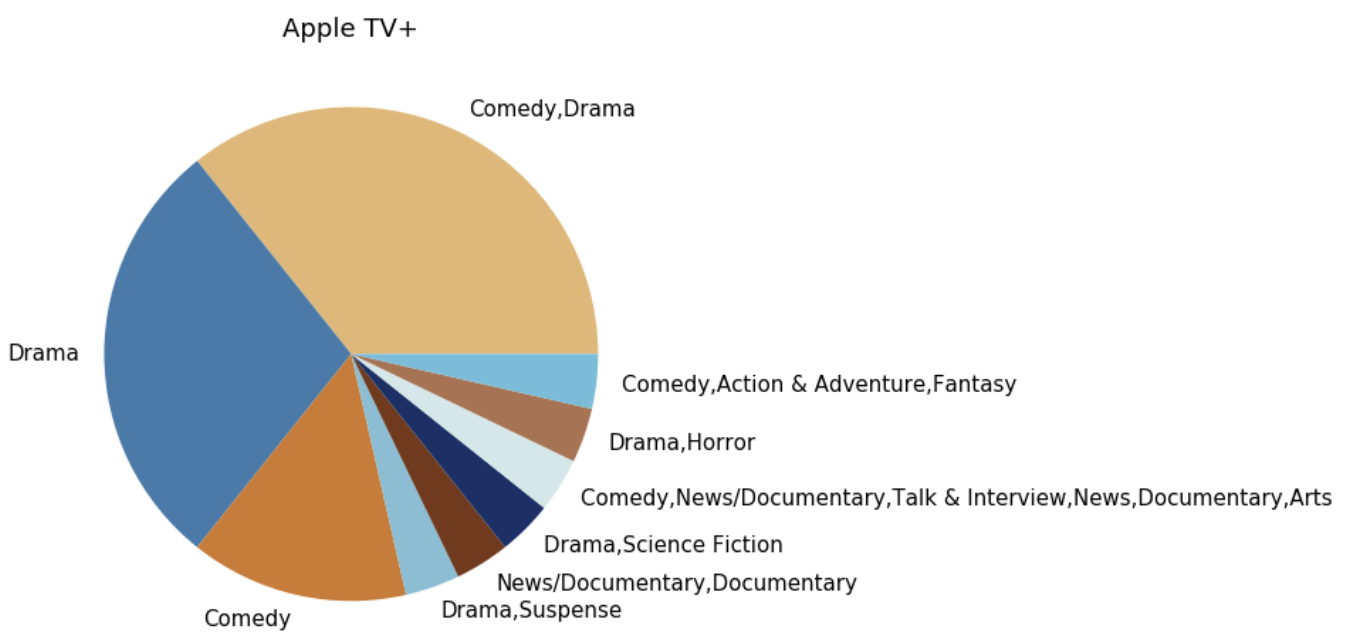 Apple TV+
Comedy,Drama
Drama
Comedy,Action & Adventure,Fantasy
Drama,Horror
Comedy,News/Documentary,Talk & Interview,News,Documentary,Arts
Drama,Science Fiction
News/Documentary,Documentary
Drama,Suspense
Comedy